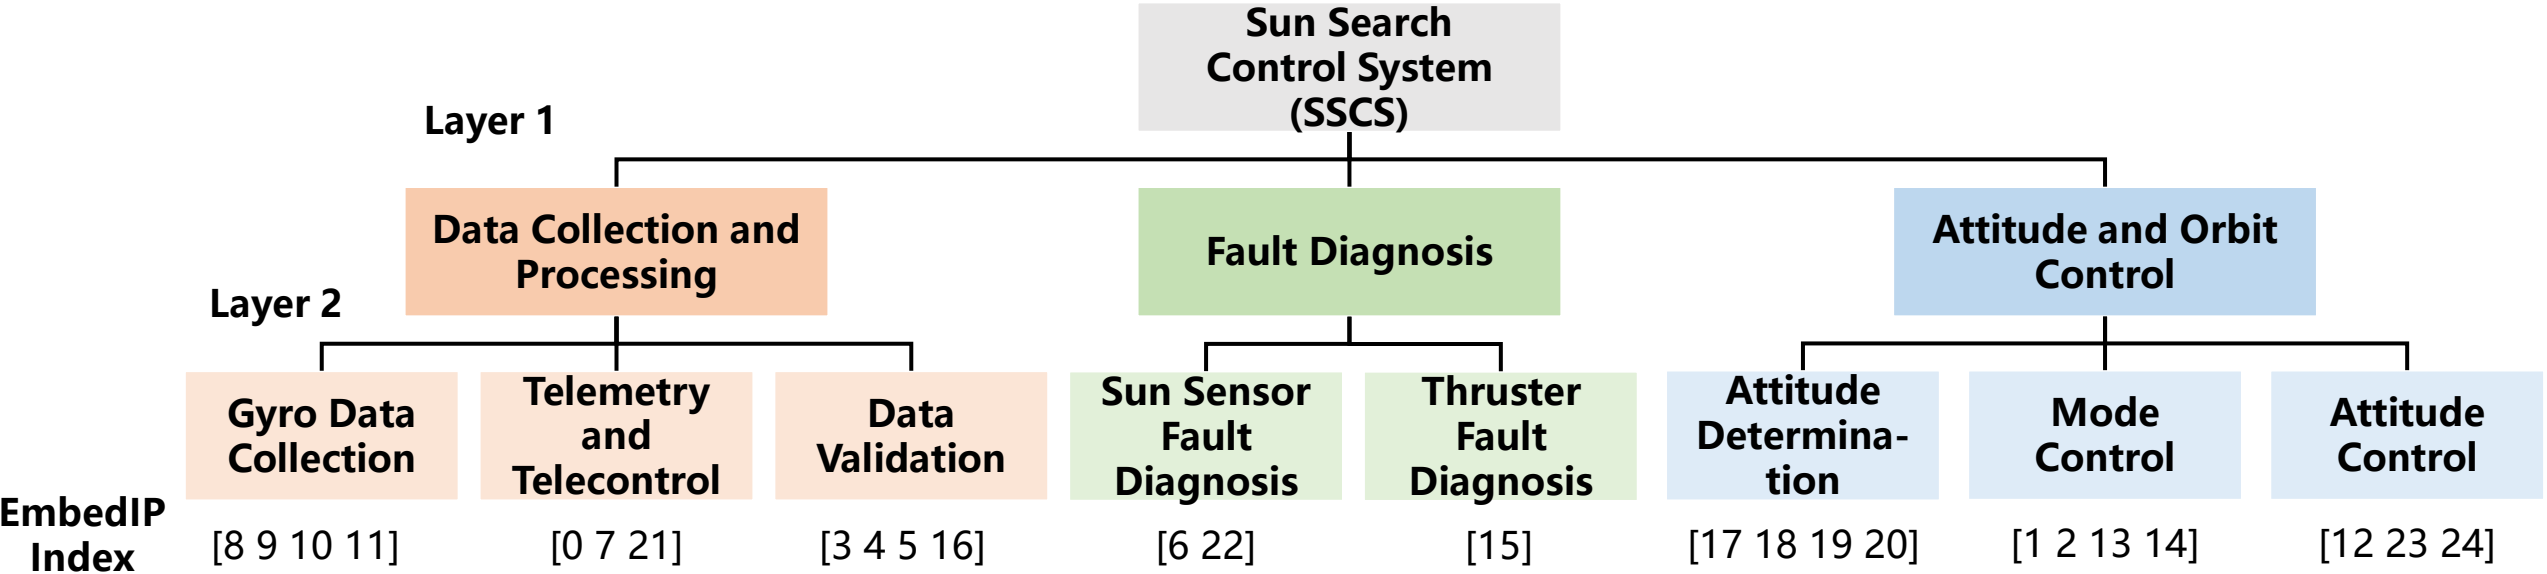 Sun Search
Control System
(SSCS)
Layer 1
Data Collection and
Processing
Fault Diagnosis
Attitude and Orbit
Control
Layer 2
Gyro Data
Collection
Telemetry
and
Telecontrol
Data
Validation
Sun Sensor
Fault
Diagnosis
Thruster
Fault
Diagnosis
Attitude
Determina-
tion
Mode
Control
Attitude
Control
EmbedIP
Index
[8 9 10 11]
[0 7 21]
[3 4 5 16]
[6 22]
[15]
[17 18 19 20]
[1 2 13 14]
[12 23 24]